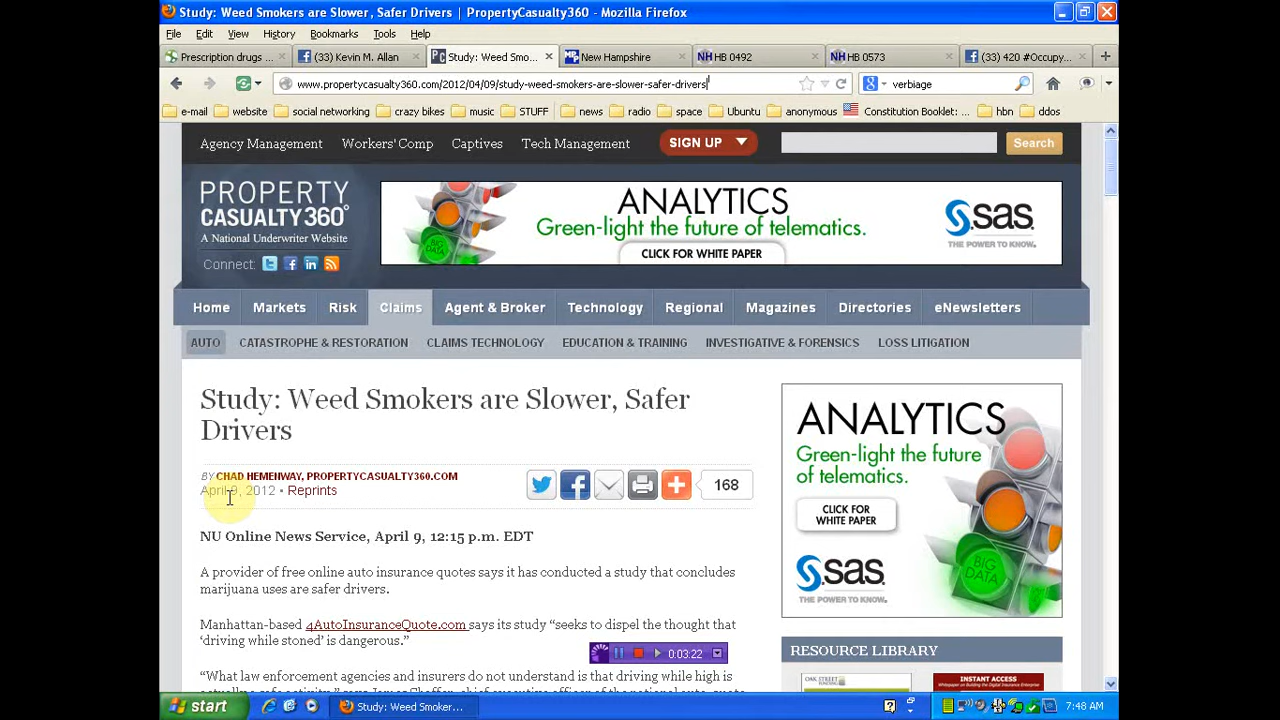 Study: Weed Smokers are Slower, Safer Drivers | PropertyCasualty360 - Mozilla Firefox
File Edit View History Bookmarks Tools Help
Prescription drugs ... (33) Kevin M. Allan Study: Weed Smo... New Hampshire HB 0492 HB 0573 (33) 420 #Occupy...
www.propertycasualty360.com/2012/04/09/study-weed-smokers-are-slower-safer-drivers
verbiage
e-mail website social networking crazy bikes music STUFF news radio space Ubuntu anonymous Constitution Booklet: ... hbn ddos
Agency Management Workers' Comp Captives Tech Management SIGN UP Search
PROPERTY
CASUALTY360°
A National Underwriter Website
Connect:
ANALYTICS
Green-light the future of telematics.
CLICK FOR WHITE PAPER
BIG DATA
sas
THE POWER TO KNOW.
Home Markets Risk Claims Agent & Broker Technology Regional Magazines Directories eNewsletters
AUTO CATASTROPHE & RESTORATION CLAIMS TECHNOLOGY EDUCATION & TRAINING INVESTIGATIVE & FORENSICS LOSS LITIGATION
Study: Weed Smokers are Slower, Safer
Drivers
BY CHAD HEMENWAY, PROPERTYCASUALTY360.COM
April 9, 2012 • Reprints
168
NU Online News Service, April 9, 12:15 p.m. EDT
A provider of free online auto insurance quotes says it has conducted a study that concludes
marijuana uses are safer drivers.
Manhattan-based 4AutoInsuranceQuote.com says its study “seeks to dispel the thought that
‘driving while stoned’ is dangerous.”
0:03:22
“What law enforcement agencies and insurers do not understand is that driving while high is
ANALYTICS
Green-light the future
of telematics.
CLICK FOR
WHITE PAPER
BIG
DATA
sas
THE POWER TO KNOW.
RESOURCE LIBRARY
OAK STREET
FUNDING
INSTANT ACCESS
start Study: Weed Smoker... 7:48 AM